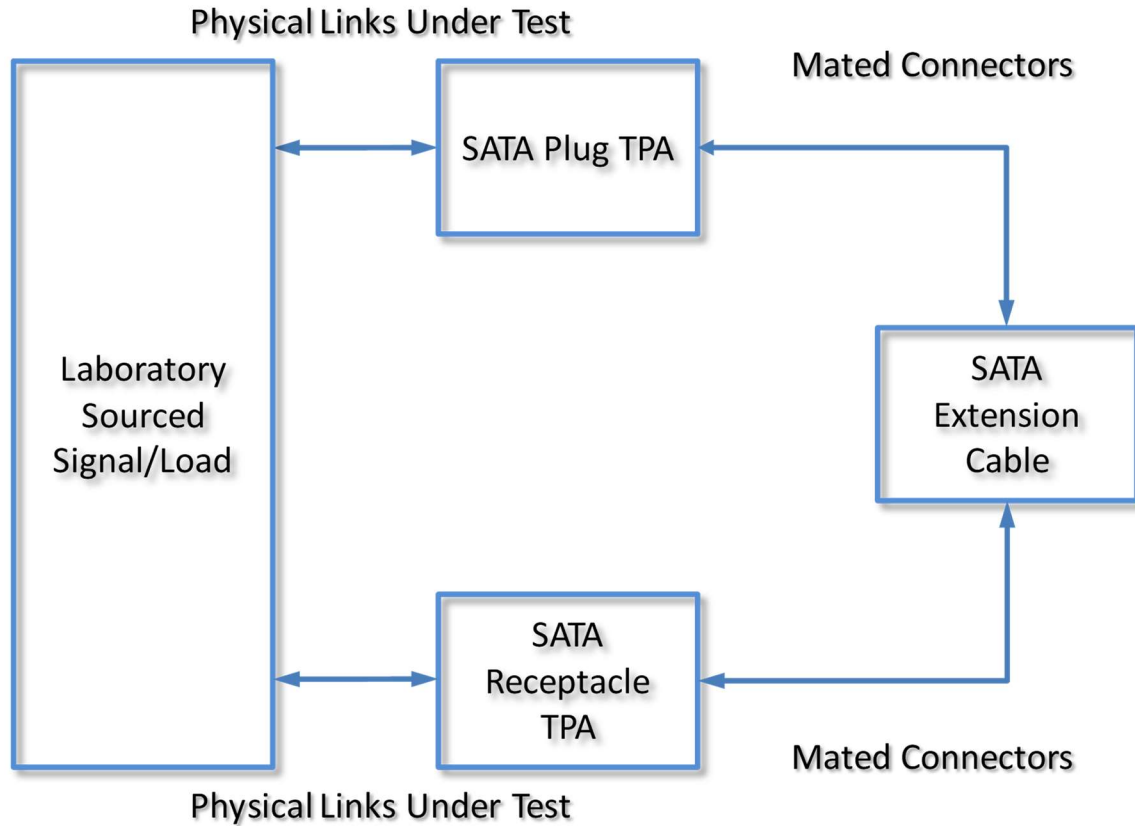 Physical Links Under Test
Mated Connectors
SATA Plug TPA
Laboratory
Sourced
Signal/Load
SATA
Extension
Cable
SATA
Receptacle
TPA
Mated Connectors
Physical Links Under Test